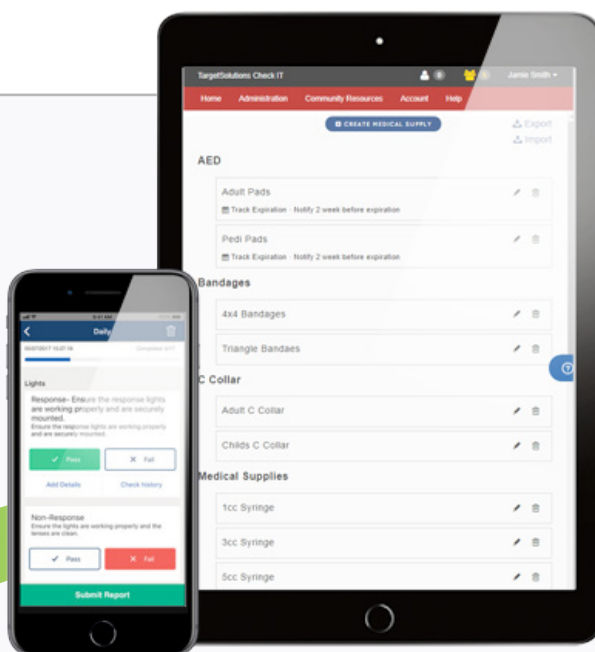 TargetSolutions Check IT
Jamie Smith
Home Administration Community Resources Account Help
CREATE MEDICAL SUPPLY
Export
Import
AED
Adult Pads
Track Expiration · Notify 2 week before expiration
Pedi Pads
Track Expiration · Notify 2 week before expiration
Bandages
4x4 Bandages
Triangle Bandaes
C Collar
Adult C Collar
Childs C Collar
Medical Supplies
1cc Syringe
3cc Syringe
5cc Syringe
9:41 AM
Daily
Lights
Response- Ensure the response lights
are working properly and are securely
mounted.
Ensure the response lights are working properly
and are securely mounted.
Pass Fail
Add Details Check history
Non-Response
Ensure the lights are working properly and the
lenses are clean.
Pass Fail
Submit Report